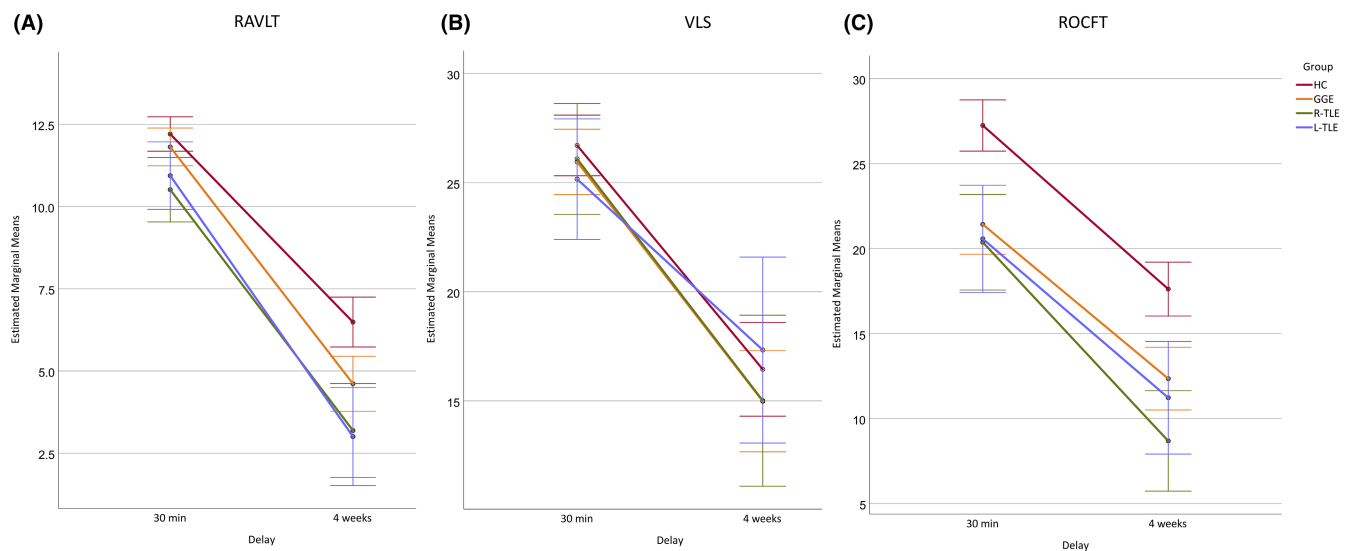 (A)
RAVLT
Estimated Marginal Means
12.5
10.0
7.5
5.0
2.5
30 min
4 weeks
Delay
(B)
VLS
Estimated Marginal Means
30
25
20
15
30 min
4 weeks
Delay
(C)
ROCFT
Estimated Marginal Means
30
25
20
15
10
5
30 min
4 weeks
Delay
Group
HC
GGE
R-TLE
L-TLE